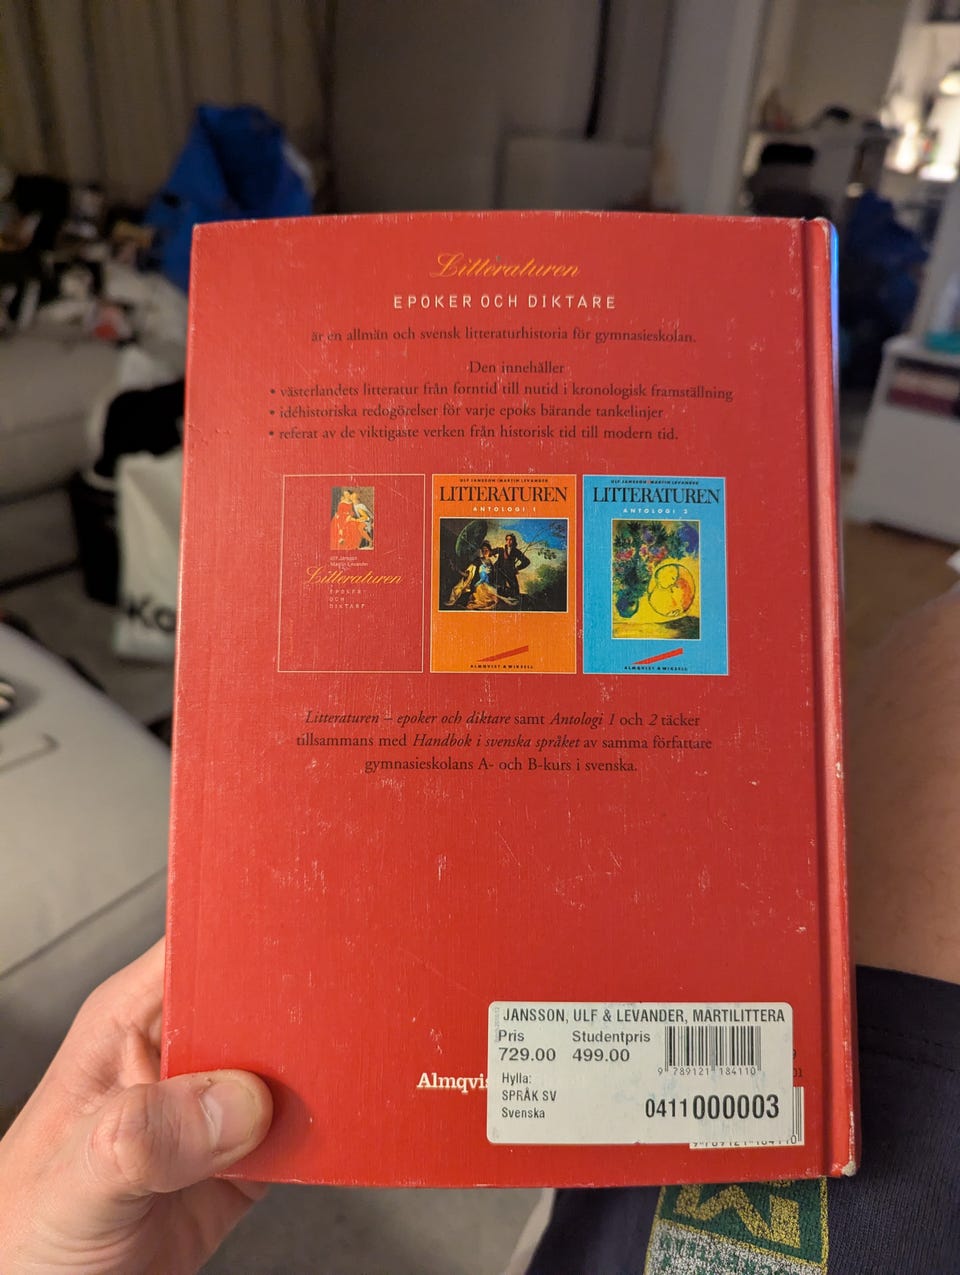 Litteraturen
EPOKER OCH DIKTARE
är en allmän och svensk litteraturhistoria för gymnasieskolan.
Den innehåller
• västerlandets litteratur från forntid till nutid i kronologisk framställning
• idéhistoriska redogörelser för varje epoks bärande tankelinjer
• referat av de viktigaste verken från historisk tid till modern tid.
Ulf Jansson
Martin Levander
Litteraturen
EPOKER
OCH
DIKTARE
ULF JANSSON/MARTIN LEVANDER
LITTERATUREN
ANTOLOGI 1
ALMQVIST & WIKSELL
ULF JANSSON/MARTIN LEVANDER
LITTERATUREN
ANTOLOGI 2
ALMQVIST & WIKSELL
Litteraturen – epoker och diktare samt Antologi 1 och 2 täcker
tillsammans med Handbok i svenska språket av samma författare
gymnasieskolans A- och B-kurs i svenska.
JANSSON, ULF & LEVANDER, MARTILITTERA
Pris Studentpris
729.00 499.00
9 789121 184110
Hylla:
SPRÅK SV
Svenska
0411000003
Almqvis